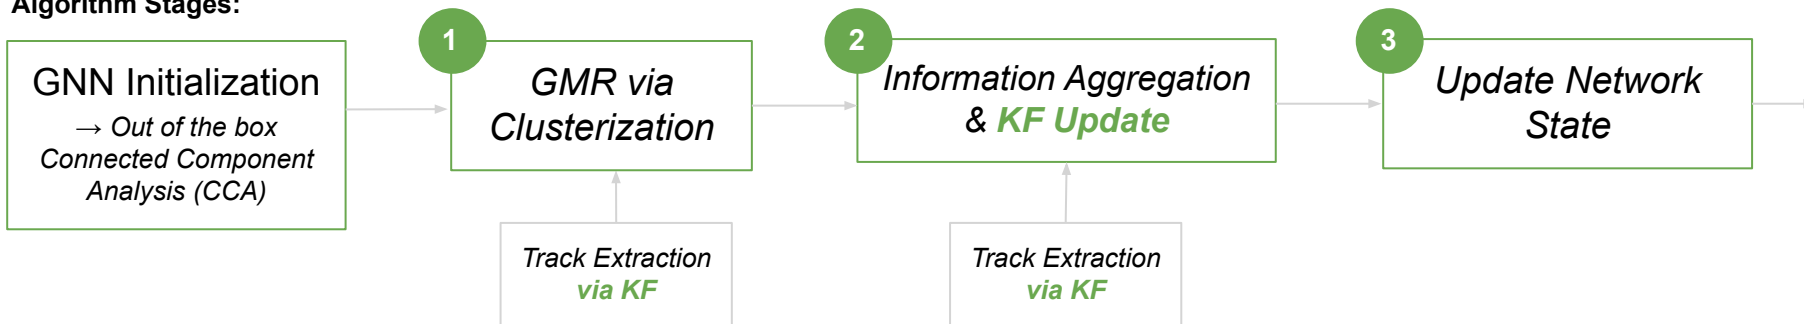 Algorithm Stages:
GNN Initialization
→ Out of the box
Connected Component
Analysis (CCA)
1
GMR via
Clusterization
2
Information Aggregation
& KF Update
3
Update Network
State
Track Extraction
via KF
Track Extraction
via KF